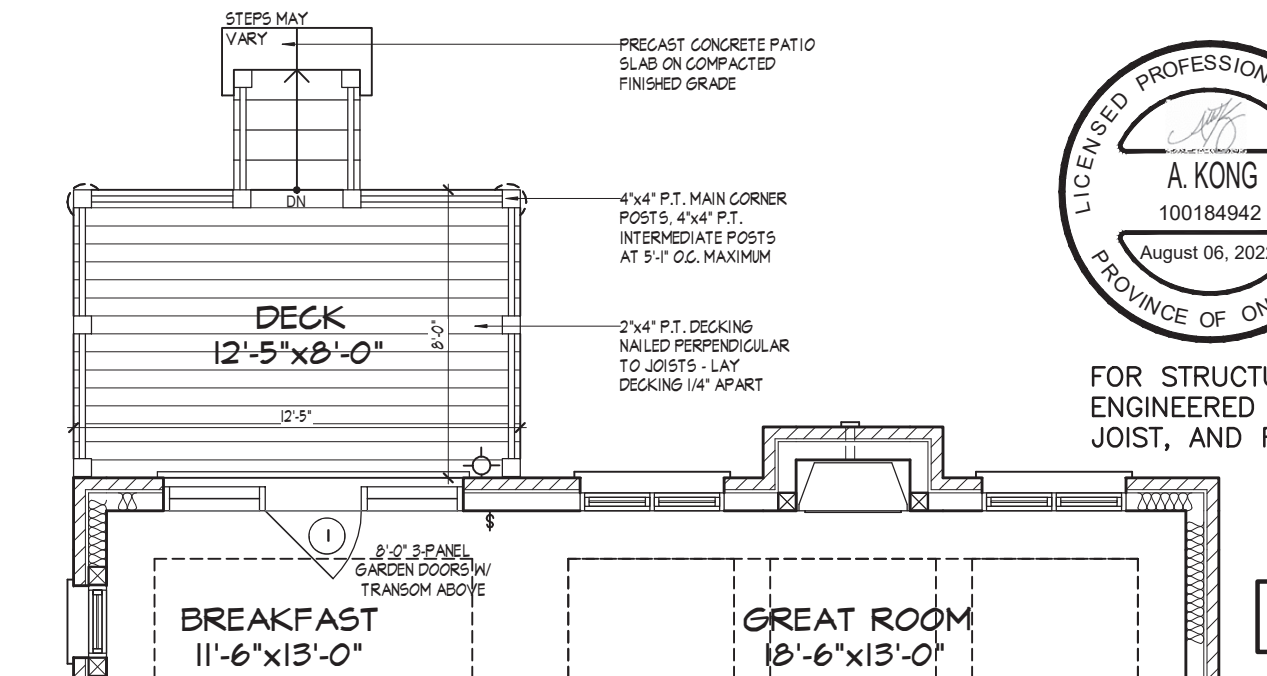 STEPS MAY
VARY
PRECAST CONCRETE PATIO
SLAB ON COMPACTED
FINISHED GRADE
DN
4"x4" P.T. MAIN CORNER
POSTS, 4"x4" P.T.
INTERMEDIATE POSTS
AT 5'-1" O.C. MAXIMUM
DECK
12'-5"x8'-0"
8'-0"
12'-5"
2"x4" P.T. DECKING
NAILED PERPENDICULAR
TO JOISTS - LAY
DECKING 1/4" APART
LICENSED PROFESSION
A. KONG
100184942
August 06, 202
PROVINCE OF ON
FOR STRUCTU
ENGINEERED
JOIST, AND F
$
1
8'-0" 3-PANEL
GARDEN DOORS W/
TRANSOM ABOVE
BREAKFAST
11'-6"x13'-0"
GREAT ROOM
18'-6"x13'-0"